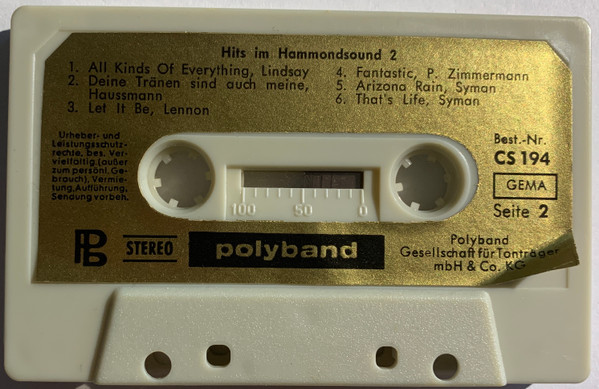 Hits im Hammondsound 2
1. All Kinds Of Everything, Lindsay
2. Deine Tränen sind auch meine,
Haussmann
3. Let It Be, Lennon
4. Fantastic, P. Zimmermann
5. Arizona Rain, Syman
6. That's Life, Syman
Urheber- und
Leistungsschutz-
rechte, bes. Ver-
vielfältig.(außer
zum persönl. Ge-
brauch), Vermie-
tung, Aufführung,
Sendung vorbeh.
100 50 0
Best.-Nr.
CS 194
GEMA
Seite 2
PB STEREO polyband
Polyband
Gesellschaft für Tonträger
mbH & Co. KG